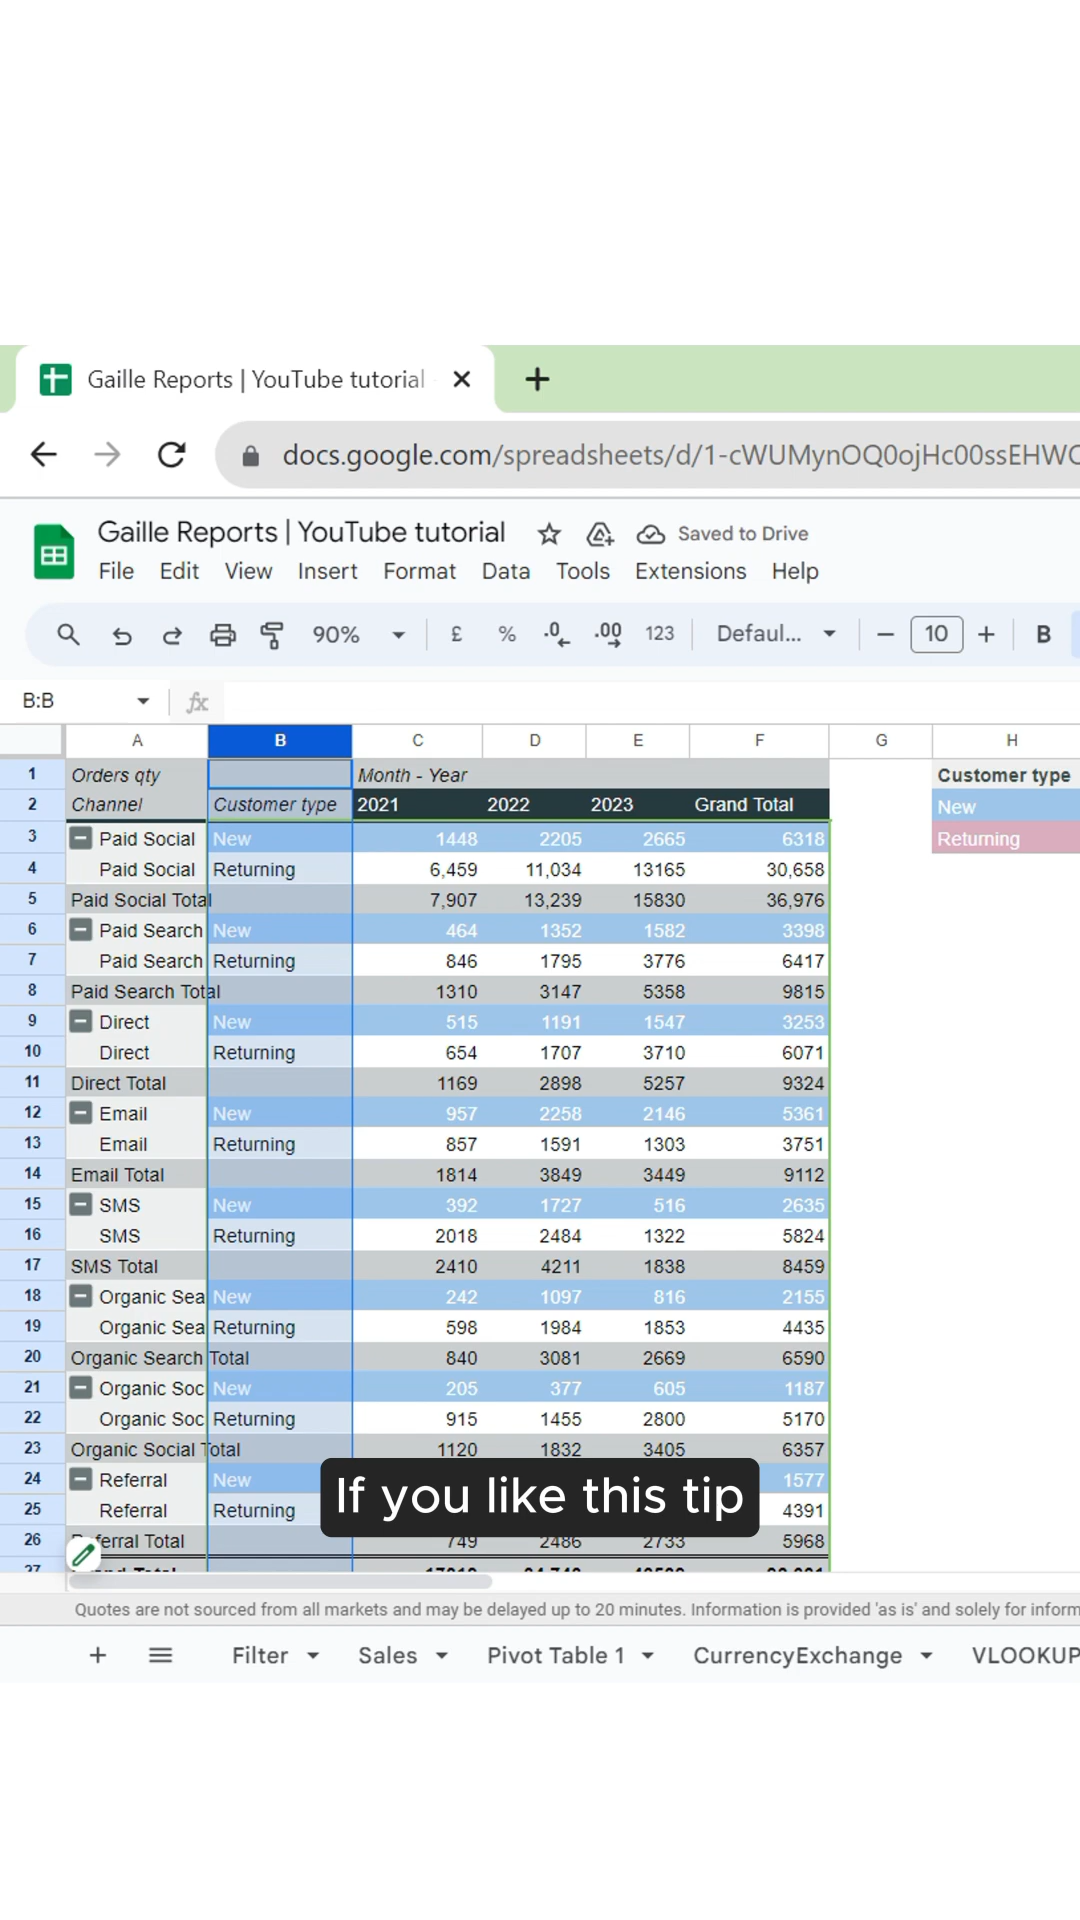 Gaille Reports | YouTube tutorial
docs.google.com/spreadsheets/d/1-cWUMynOQ0ojHc00ssEHWC
Gaille Reports | YouTube tutorial Saved to Drive
File Edit View Insert Format Data Tools Extensions Help
90% £ % .0 .00 123 Defaul... 10 B
B:B fx
A B C D E F G H
1 Orders qty Month - Year Customer type
2 Channel Customer type 2021 2022 2023 Grand Total New
3 Paid Social New 1448 2205 2665 6318 Returning
4 Paid Social Returning 6,459 11,034 13165 30,658
5 Paid Social Total 7,907 13,239 15830 36,976
6 Paid Search New 464 1352 1582 3398
7 Paid Search Returning 846 1795 3776 6417
8 Paid Search Total 1310 3147 5358 9815
9 Direct New 515 1191 1547 3253
10 Direct Returning 654 1707 3710 6071
11 Direct Total 1169 2898 5257 9324
12 Email New 957 2258 2146 5361
13 Email Returning 857 1591 1303 3751
14 Email Total 1814 3849 3449 9112
15 SMS New 392 1727 516 2635
16 SMS Returning 2018 2484 1322 5824
17 SMS Total 2410 4211 1838 8459
18 Organic Sea New 242 1097 816 2155
19 Organic Sea Returning 598 1984 1853 4435
20 Organic Search Total 840 3081 2669 6590
21 Organic Soc New 205 377 605 1187
22 Organic Soc Returning 915 1455 2800 5170
23 Organic Social Total 1120 1832 3405 6357
24 Referral New 1577
25 Referral Returning 4391
If you like this tip
26 Referral Total 749 2486 2733 5968
27
Quotes are not sourced from all markets and may be delayed up to 20 minutes. Information is provided 'as is' and solely for inform
Filter Sales Pivot Table 1 CurrencyExchange VLOOKUP